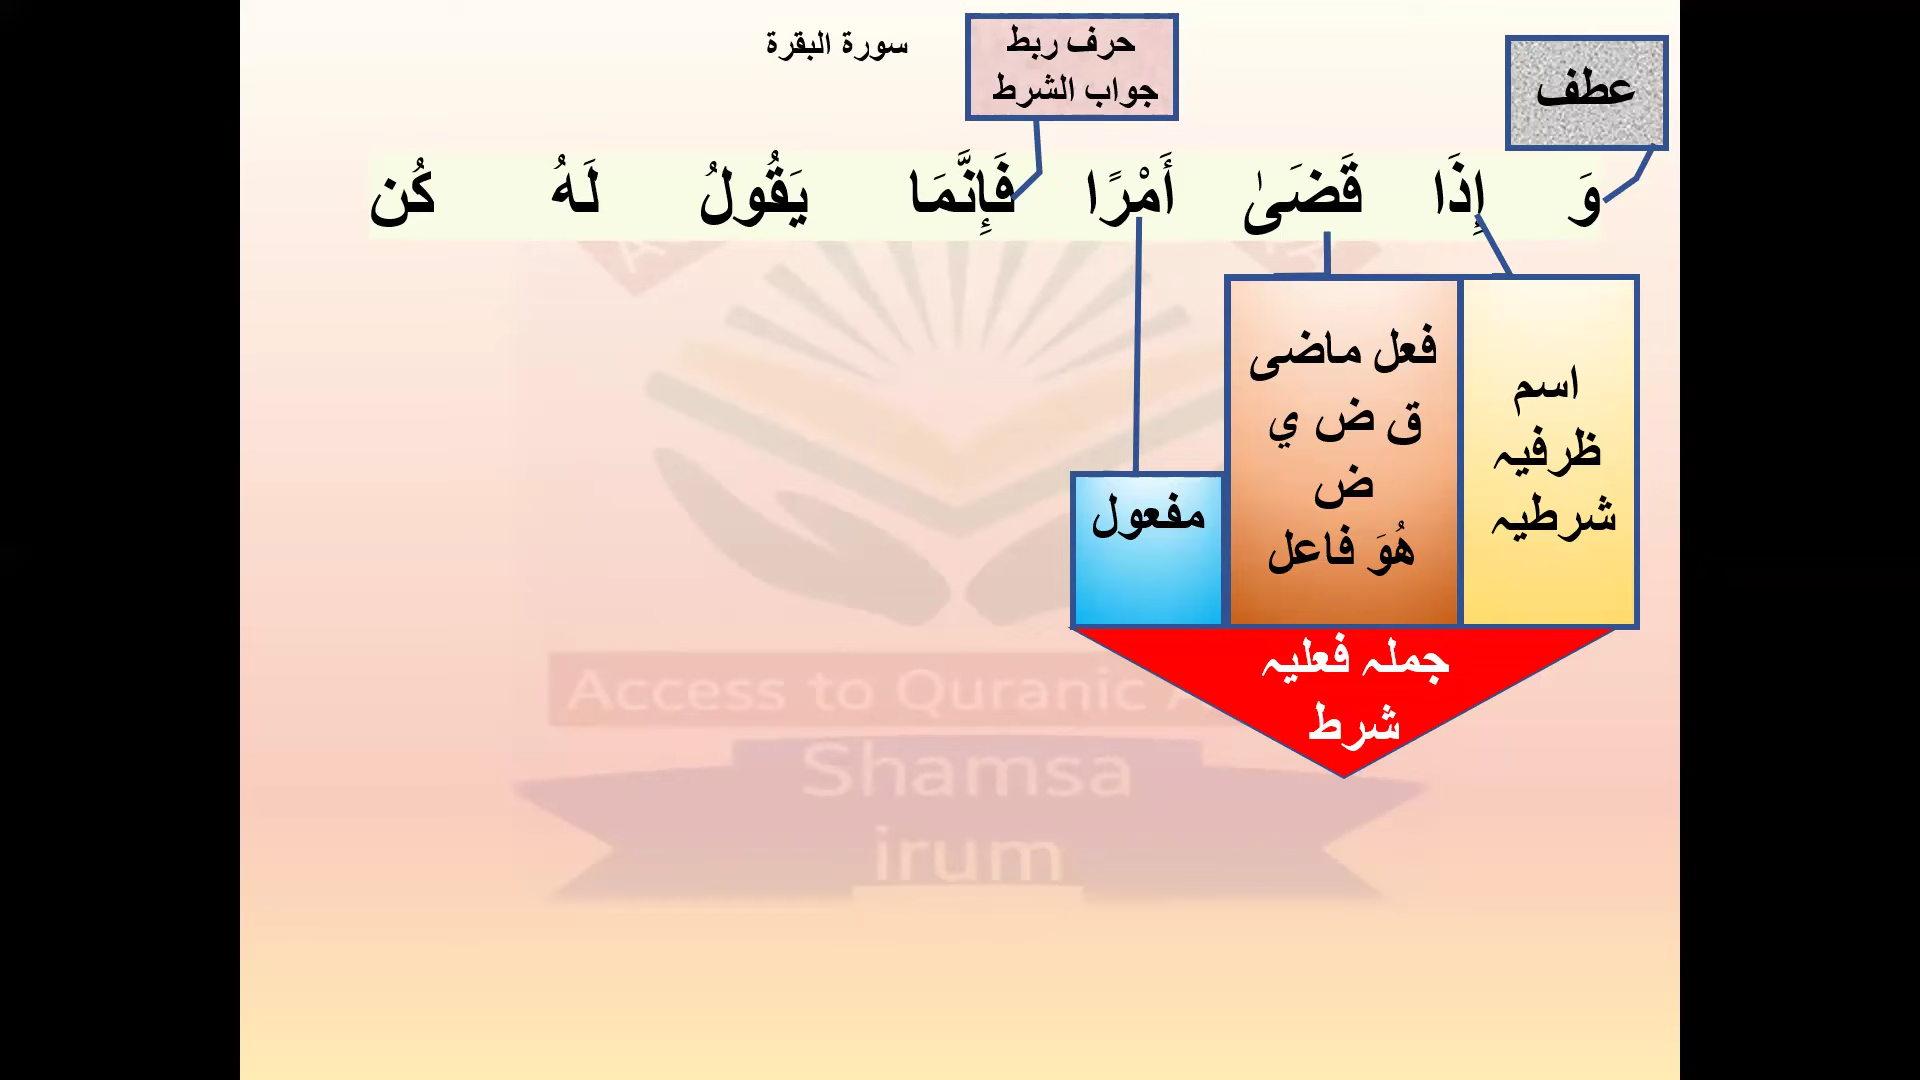 سورة البقرة
حرف ربط
جواب الشرط
عطف
وَ إِذَا قَضَىٰ أَمْرًا فَإِنَّمَا يَقُولُ لَهُ كُن
اسم
ظرفیہ
شرطیہ
فعل ماضی
ق ض ي
ض
هُوَ فاعل
مفعول
جملہ فعلیہ
شرط
Access to Quranic A
Shamsa
irum